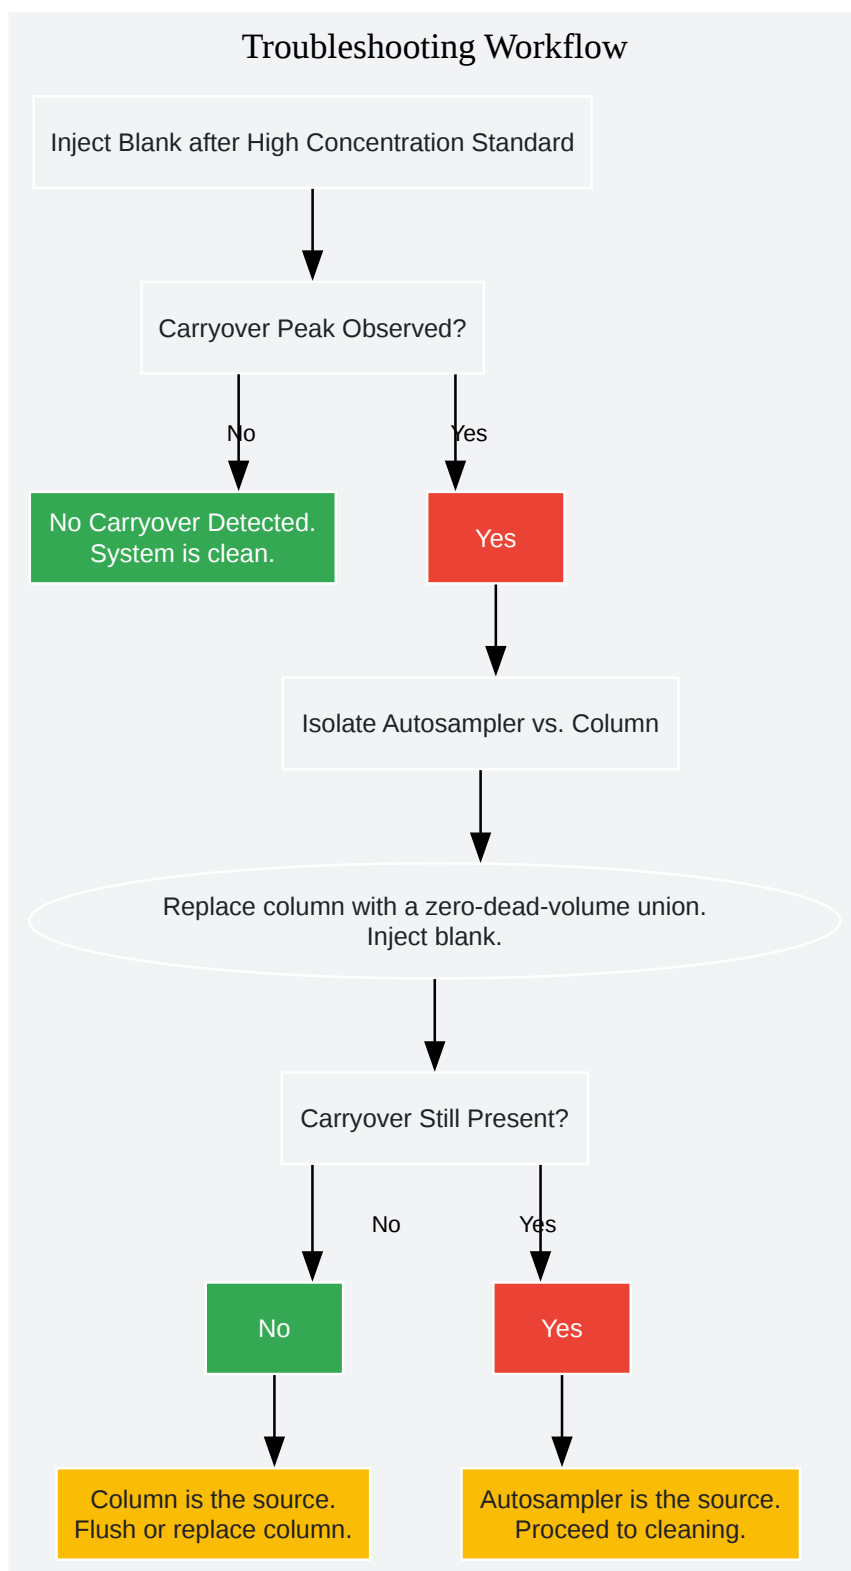 Troubleshooting Workflow
Inject Blank after High Concentration Standard
Carryover Peak Observed?
No
Yes
No Carryover Detected.
System is clean.
Yes
Isolate Autosampler vs. Column
Replace column with a zero-dead-volume union.
Inject blank.
Carryover Still Present?
No
Yes
No
Yes
Column is the source.
Flush or replace column.
Autosampler is the source.
Proceed to cleaning.